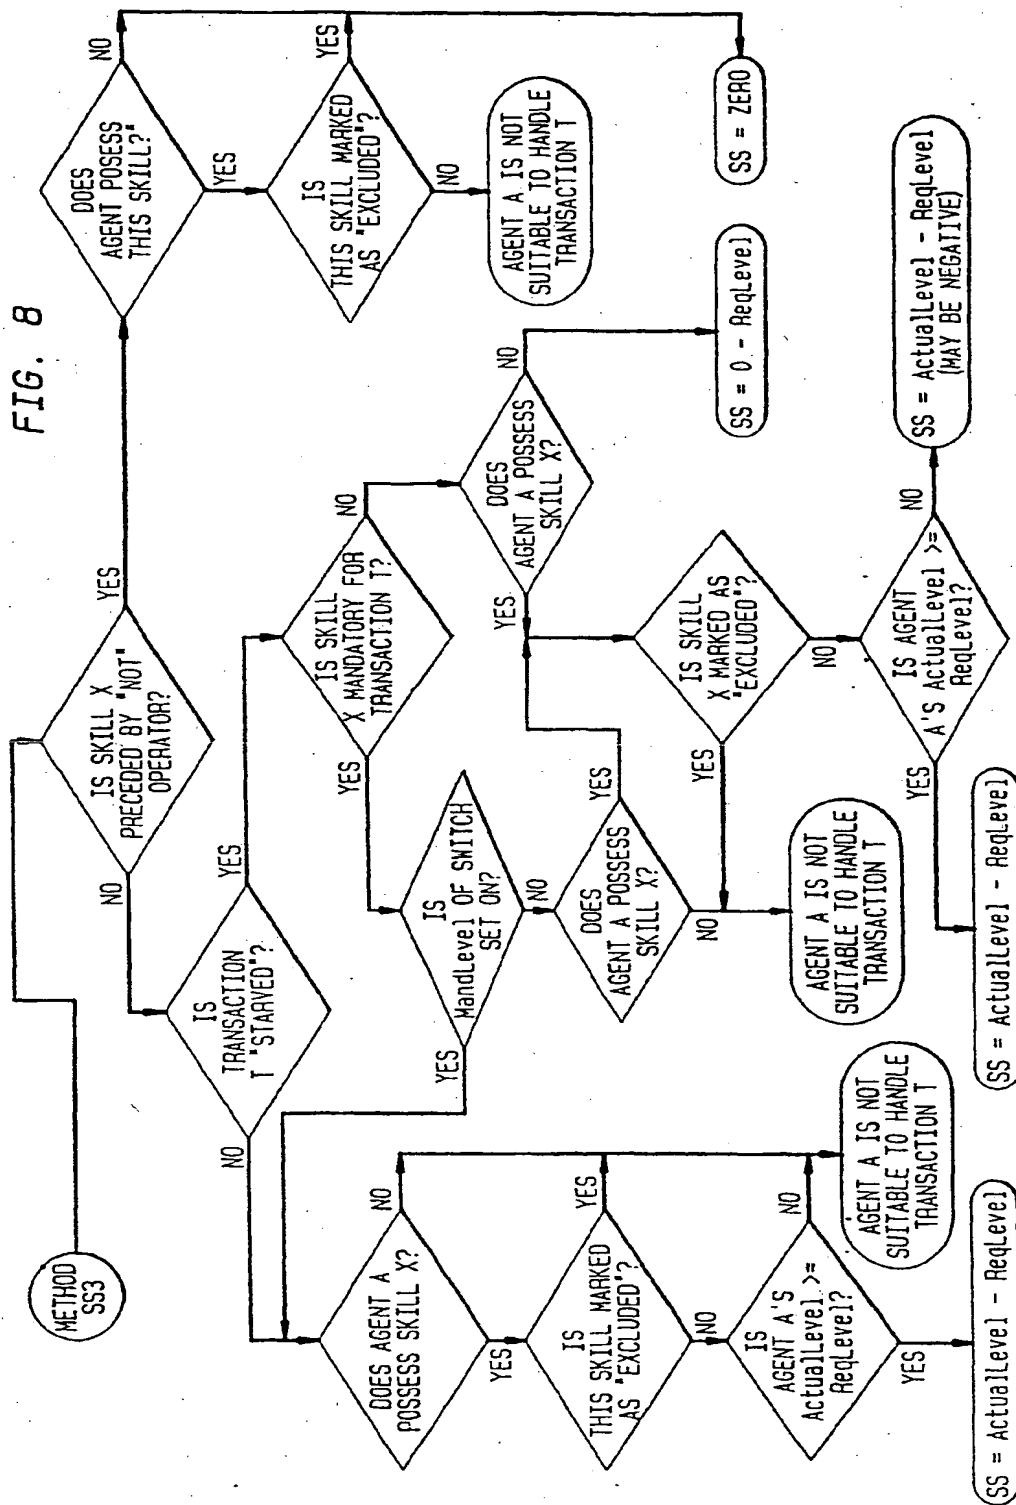 FIG. 8
METHOD
SS3
IS SKILL X
PRECEDED BY "NOT"
OPERATOR?
NO
YES
DOES
AGENT POSESS
THIS SKILL?"
NO
YES
IS
THIS SKILL MARKED
AS "EXCLUDED"?
YES
NO
AGENT A IS NOT
SUITABLE TO HANDLE
TRANSACTION T
SS = ZERO
IS
TRANSACTION
T "STARVED"?
NO
YES
IS SKILL
X MANDATORY FOR
TRANSACTION T?
YES
NO
IS
MandLevel OF SWITCH
SET ON?
YES
NO
DOES
AGENT A POSSESS
SKILL X?
YES
NO
SS = 0 - ReqLevel
DOES
AGENT A POSSESS
SKILL X?
YES
NO
IS SKILL
X MARKED AS
"EXCLUDED"?
YES
NO
AGENT A IS NOT
SUITABLE TO HANDLE
TRANSACTION T
IS AGENT
A'S ActualLevel >=
ReqLevel?
YES
NO
SS = ActualLevel - ReqLevel
SS = ActualLevel - ReqLevel
(MAY BE NEGATIVE)
DOES AGENT A
POSSESS SKILL X?
NO
YES
IS
THIS SKILL MARKED
AS "EXCLUDED"?
YES
NO
IS
AGENT A'S
ActualLevel >=
ReqLevel?
NO
YES
AGENT A IS NOT
SUITABLE TO HANDLE
TRANSACTION T
SS = ActualLevel - ReqLevel